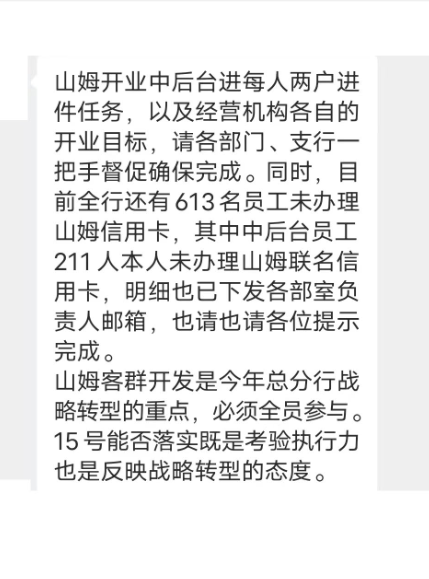 山姆开业中后台进每人两户进
件任务，以及经营机构各自的
开业目标，请各部门、支行一
把手督促确保完成。同时，目
前全行还有613名员工未办理
山姆信用卡，其中中后台员工
211人本人未办理山姆联名信
用卡，明细也已下发各部室负
责人邮箱，也请也请各位提示
完成。
山姆客群开发是今年总分行战
略转型的重点，必须全员参与。
15号能否落实既是考验执行力
也是反映战略转型的态度。